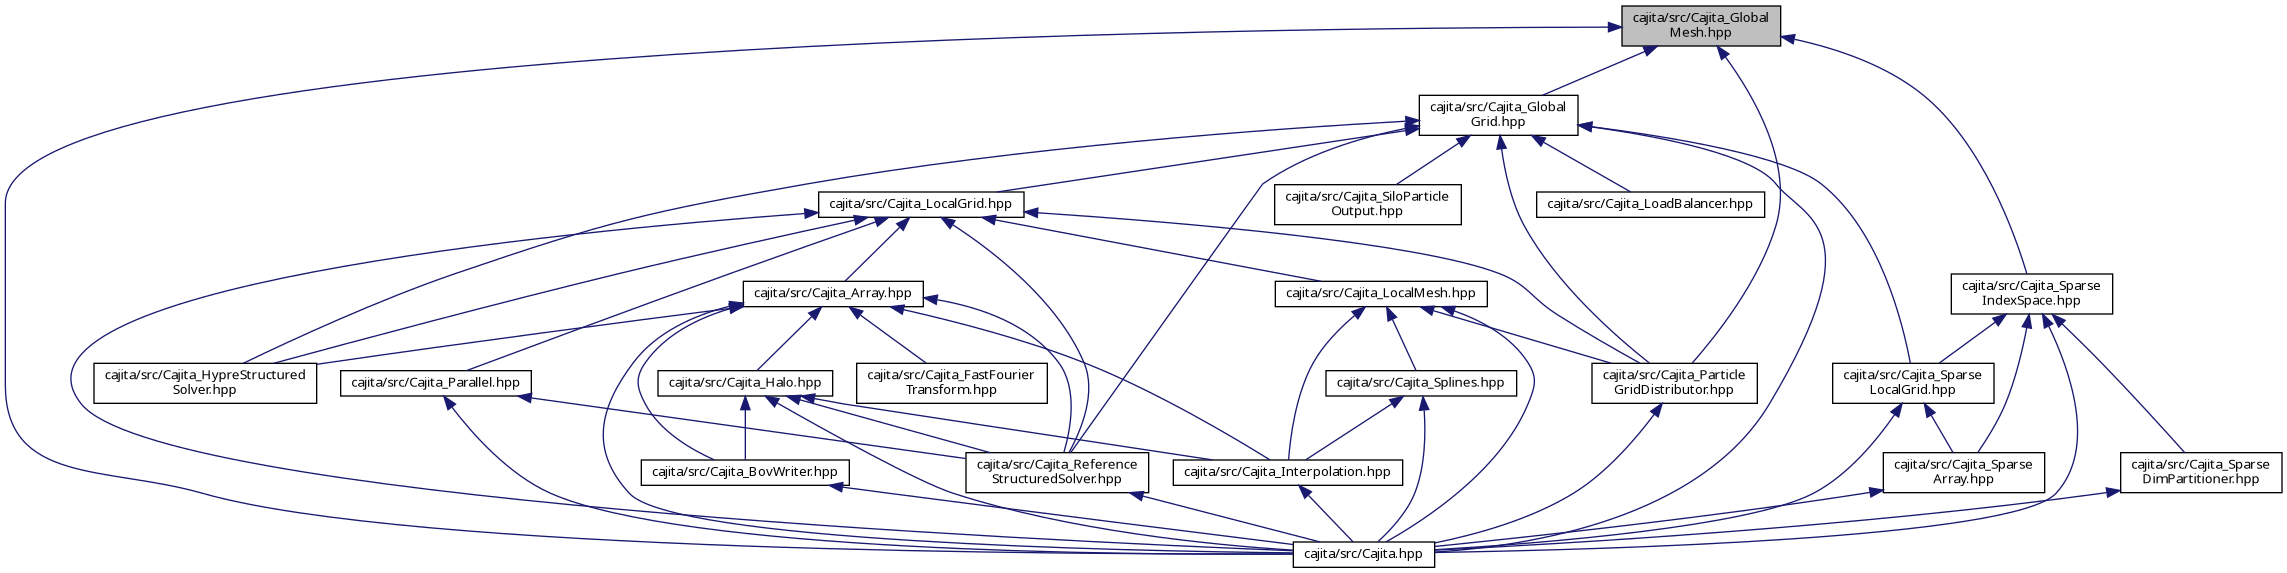 cajita/src/Cajita_Global
Mesh.hpp
cajita/src/Cajita_Global
Grid.hpp
cajita/src/Cajita_LocalGrid.hpp
cajita/src/Cajita_SiloParticle
Output.hpp
cajita/src/Cajita_LoadBalancer.hpp
cajita/src/Cajita_Array.hpp
cajita/src/Cajita_LocalMesh.hpp
cajita/src/Cajita_Sparse
IndexSpace.hpp
cajita/src/Cajita_HypreStructured
Solver.hpp
cajita/src/Cajita_Parallel.hpp
cajita/src/Cajita_Halo.hpp
cajita/src/Cajita_FastFourier
Transform.hpp
cajita/src/Cajita_Splines.hpp
cajita/src/Cajita_Particle
GridDistributor.hpp
cajita/src/Cajita_Sparse
LocalGrid.hpp
cajita/src/Cajita_BovWriter.hpp
cajita/src/Cajita_Reference
StructuredSolver.hpp
cajita/src/Cajita_Interpolation.hpp
cajita/src/Cajita_Sparse
Array.hpp
cajita/src/Cajita_Sparse
DimPartitioner.hpp
cajita/src/Cajita.hpp